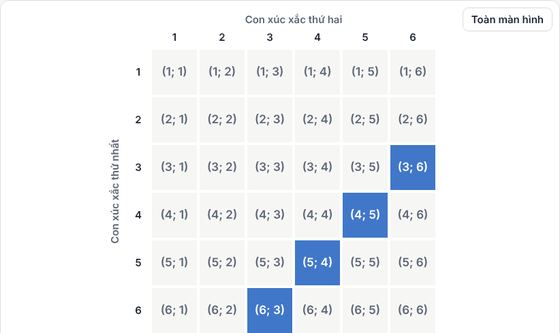 Con xúc xắc thứ hai
Toàn màn hình
1 2 3 4 5 6
Con xúc xắc thứ nhất
1 (1; 1) (1; 2) (1; 3) (1; 4) (1; 5) (1; 6)
2 (2; 1) (2; 2) (2; 3) (2; 4) (2; 5) (2; 6)
3 (3; 1) (3; 2) (3; 3) (3; 4) (3; 5) (3; 6)
4 (4; 1) (4; 2) (4; 3) (4; 4) (4; 5) (4; 6)
5 (5; 1) (5; 2) (5; 3) (5; 4) (5; 5) (5; 6)
6 (6; 1) (6; 2) (6; 3) (6; 4) (6; 5) (6; 6)